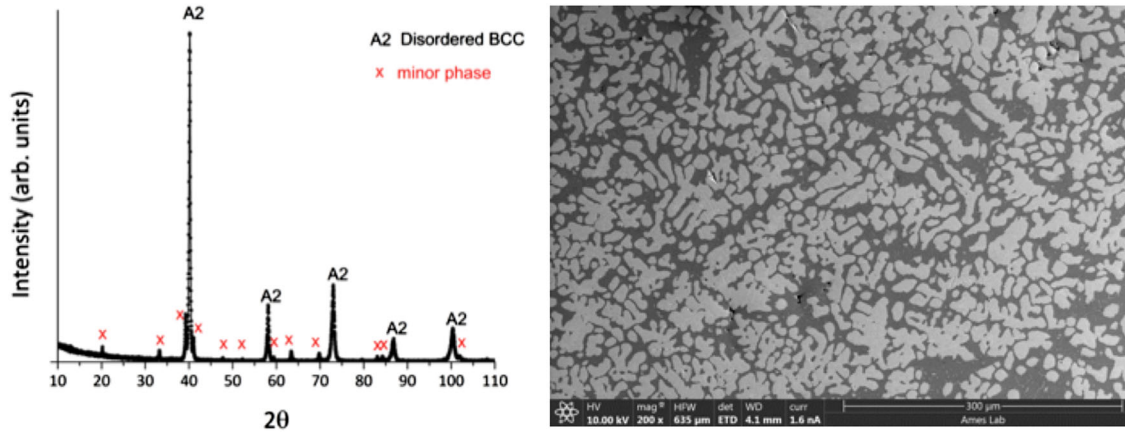 Intensity (arb. units)
A2
A2 Disordered BCC
x minor phase
x
x
x
x
x
x
A2
x
x
x
A2
xx
A2
A2
x
10 20 30 40 50 60 70 80 90 100 110
2θ
HV mag HFW det WD curr
10.00 kV 200 x 635 µm ETD 4.1 mm 1.6 nA
300 µm
Ames Lab